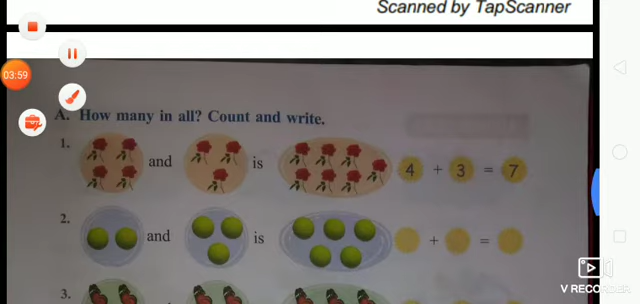 Scanned by TapScanner
03:59
A. How many in all? Count and write.
1.
and
is
4 + 3 = 7
2.
and
is
+ =
3.
V RECORDER